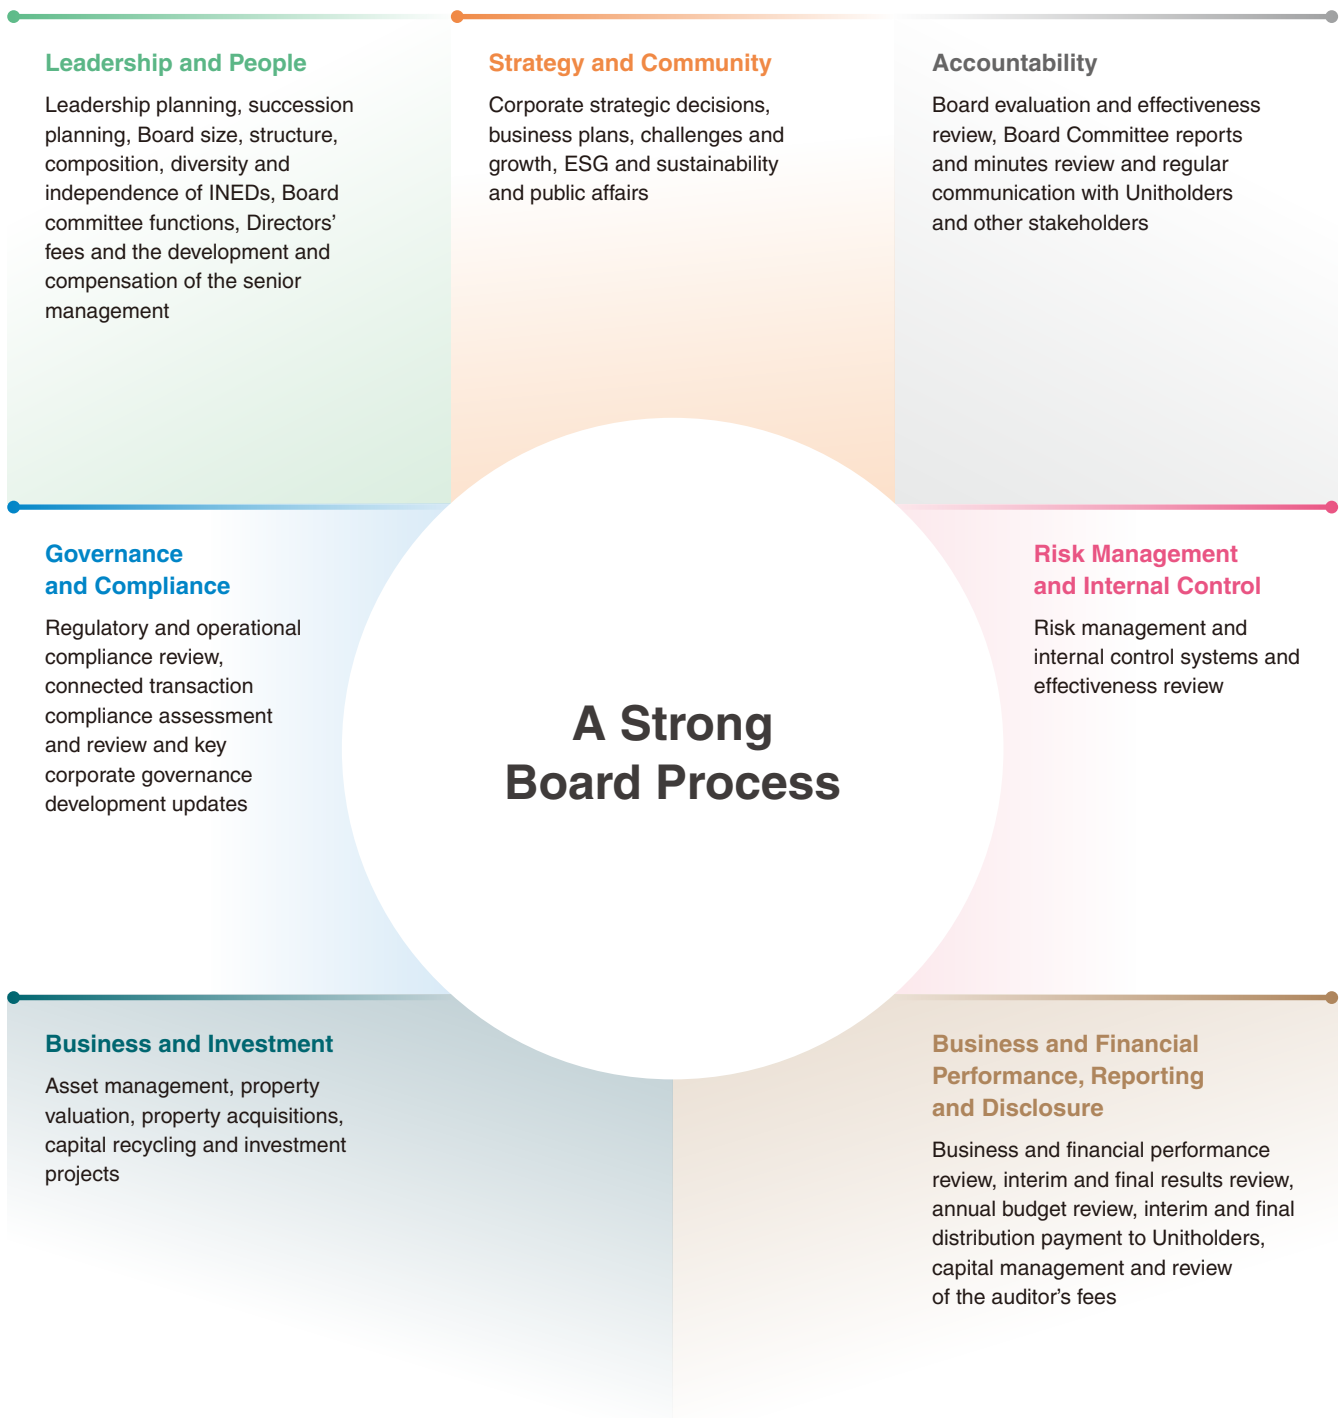 Leadership and People
Leadership planning, succession
planning, Board size, structure,
composition, diversity and
independence of INEDs, Board
committee functions, Directors’
fees and the development and
compensation of the senior
management
Strategy and Community
Corporate strategic decisions,
business plans, challenges and
growth, ESG and sustainability
and public affairs
Accountability
Board evaluation and effectiveness
review, Board Committee reports
and minutes review and regular
communication with Unitholders
and other stakeholders
Governance
and Compliance
Regulatory and operational
compliance review,
connected transaction
compliance assessment
and review and key
corporate governance
development updates
A Strong
Board Process
Risk Management
and Internal Control
Risk management and
internal control systems and
effectiveness review
Business and Investment
Asset management, property
valuation, property acquisitions,
capital recycling and investment
projects
Business and Financial
Performance, Reporting
and Disclosure
Business and financial performance
review, interim and final results review,
annual budget review, interim and final
distribution payment to Unitholders,
capital management and review
of the auditor’s fees